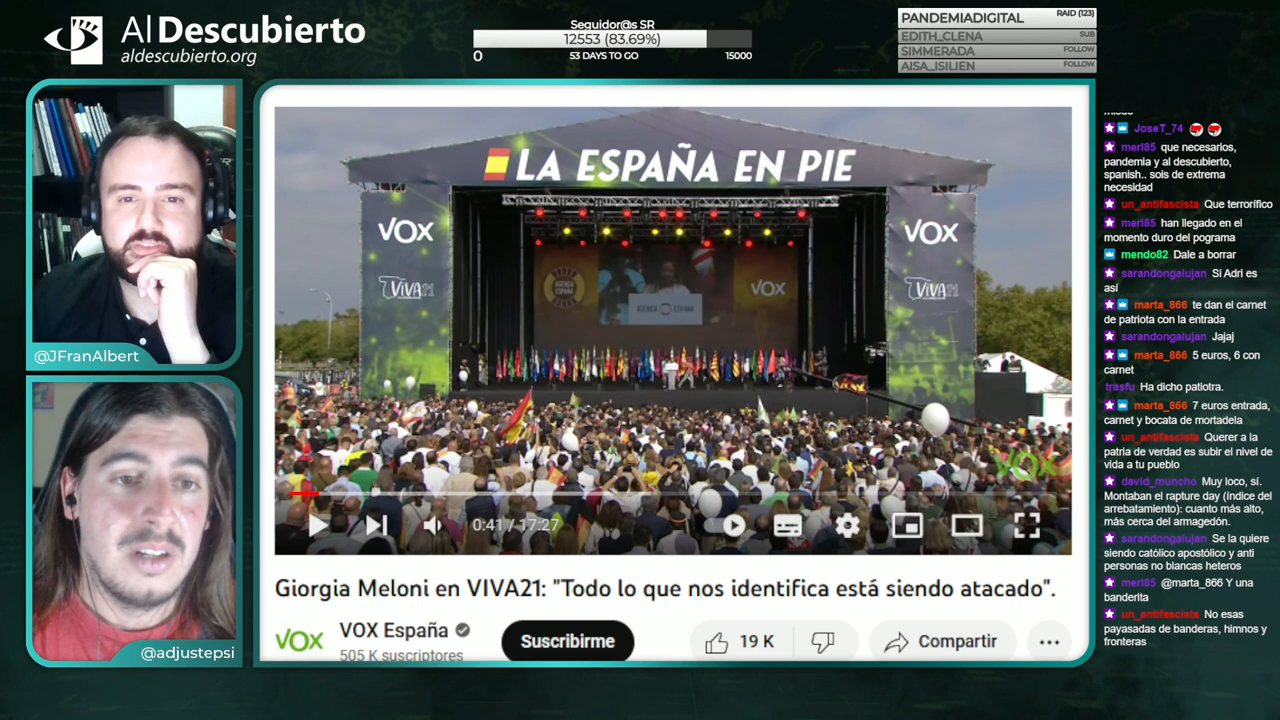 Al Descubierto
aldescubierto.org
Seguidor@s SR
12553 (83.69%)
0
53 DAYS TO GO
15000
PANDEMIADIGITAL
RAID (123)
EDITH_CLENA
SUB
SIMMERADA
FOLLOW
AISA_ISILIEN
FOLLOW
@JFranAlbert
@adjustepsi
LA ESPAÑA EN PIE
VOX
VOX
VIVA21
VIVA21
AGENDA
ESPAÑA
VOX
AGENDA ESPAÑA
VOX
0:41 / 17:27
Giorgia Meloni en VIVA21: "Todo lo que nos identifica está siendo atacado".
VOX
VOX España
505 K suscriptores
Suscribirme
19 K
Compartir
JoseT_74
merl85 que necesarios,
pandemia y al descubierto,
spanish.. sois de extrema
necesidad
un_antifascista Que terrorífico
merl85 han llegado en el
momento duro del pograma
mendo82 Dale a borrar
sarandongalujan Si Adri es
así
marta_866 te dan el carnet
de patriota con la entrada
sarandongalujan Jajaj
marta_866 5 euros, 6 con
carnet
trasfu Ha dicho patiotra.
marta_866 7 euros entrada,
carnet y bocata de mortadela
un_antifascista Querer a la
patria de verdad es subir el nivel de
vida a tu pueblo
david_muncho Muy loco, sí.
Montaban el rapture day (índice del
arrebatamiento): cuanto más alto,
más cerca del armagedón.
sarandongalujan Se la quiere
siendo católico apostólico y anti
personas no blancas heteros
merl85 @marta_866 Y una
banderita
un_antifascista No esas
payasadas de banderas, himnos y
fronteras